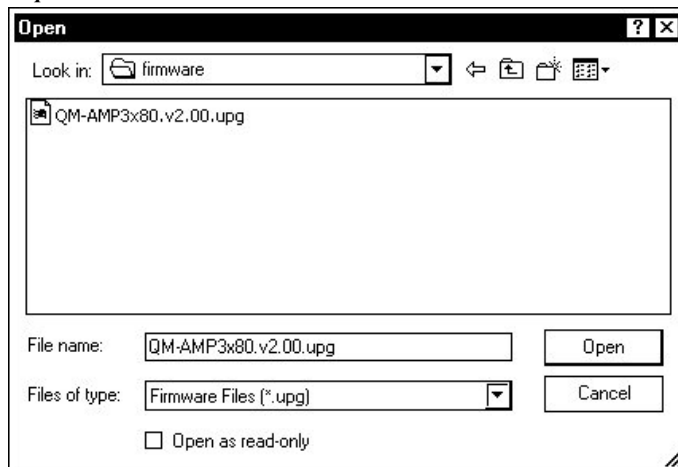 Open
Look in: firmware
QM-AMP3x80.v2.00.upg
File name: QM-AMP3x80.v2.00.upg Open
Files of type: Firmware Files (*.upg) Cancel
Open as read-only